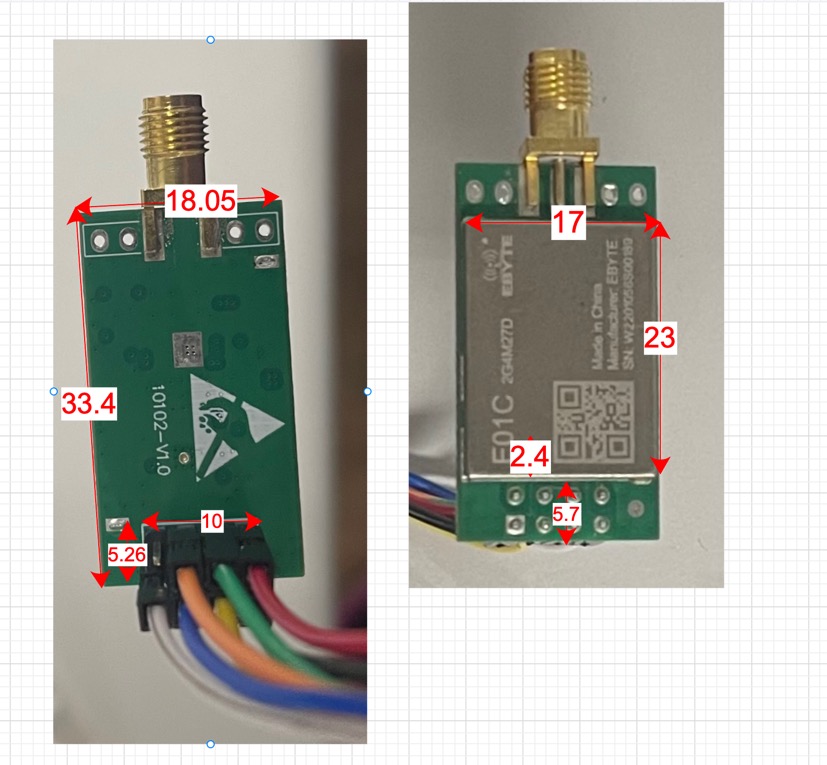 18.05
33.4
10102-V1.0
10
5.26
17
EBYTE
Made in China
Manufacturer: EBYTE
23
E01C 2G4M27D
2.4
5.7